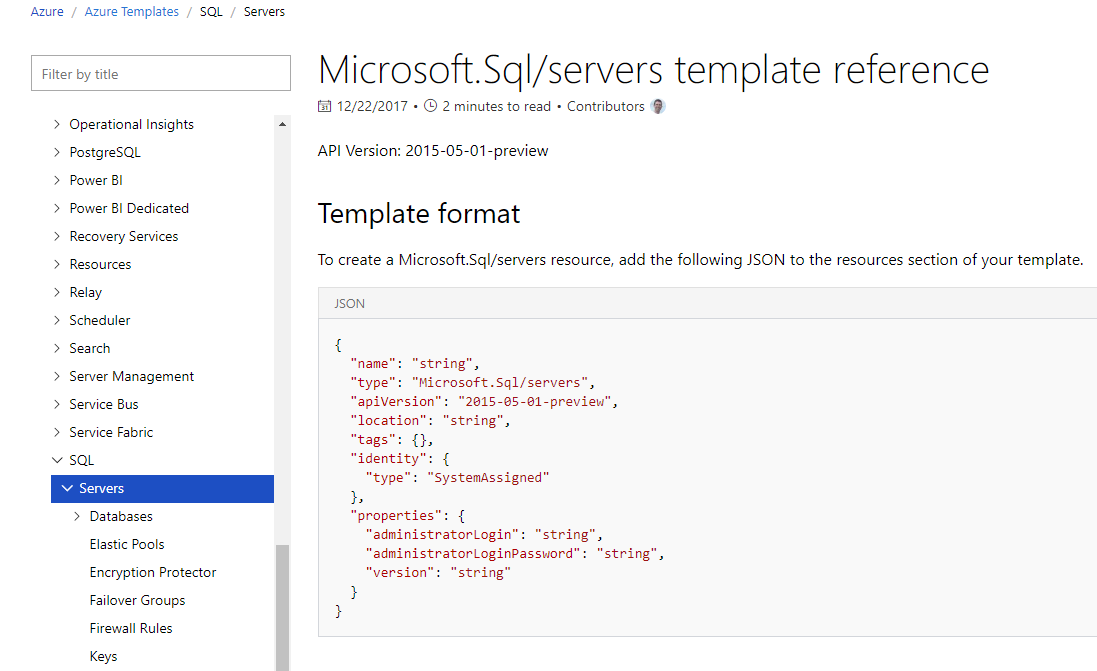 Azure / Azure Templates / SQL / Servers
Filter by title
Operational Insights
PostgreSQL
Power BI
Power BI Dedicated
Recovery Services
Resources
Relay
Scheduler
Search
Server Management
Service Bus
Service Fabric
SQL
Servers
Databases
Elastic Pools
Encryption Protector
Failover Groups
Firewall Rules
Keys
Microsoft.Sql/servers template reference
12/22/2017 • 2 minutes to read • Contributors
API Version: 2015-05-01-preview
Template format
To create a Microsoft.Sql/servers resource, add the following JSON to the resources section of your template.
JSON
{
  "name": "string",
  "type": "Microsoft.Sql/servers",
  "apiVersion": "2015-05-01-preview",
  "location": "string",
  "tags": {},
  "identity": {
    "type": "SystemAssigned"
  },
  "properties": {
    "administratorLogin": "string",
    "administratorLoginPassword": "string",
    "version": "string"
  }
}